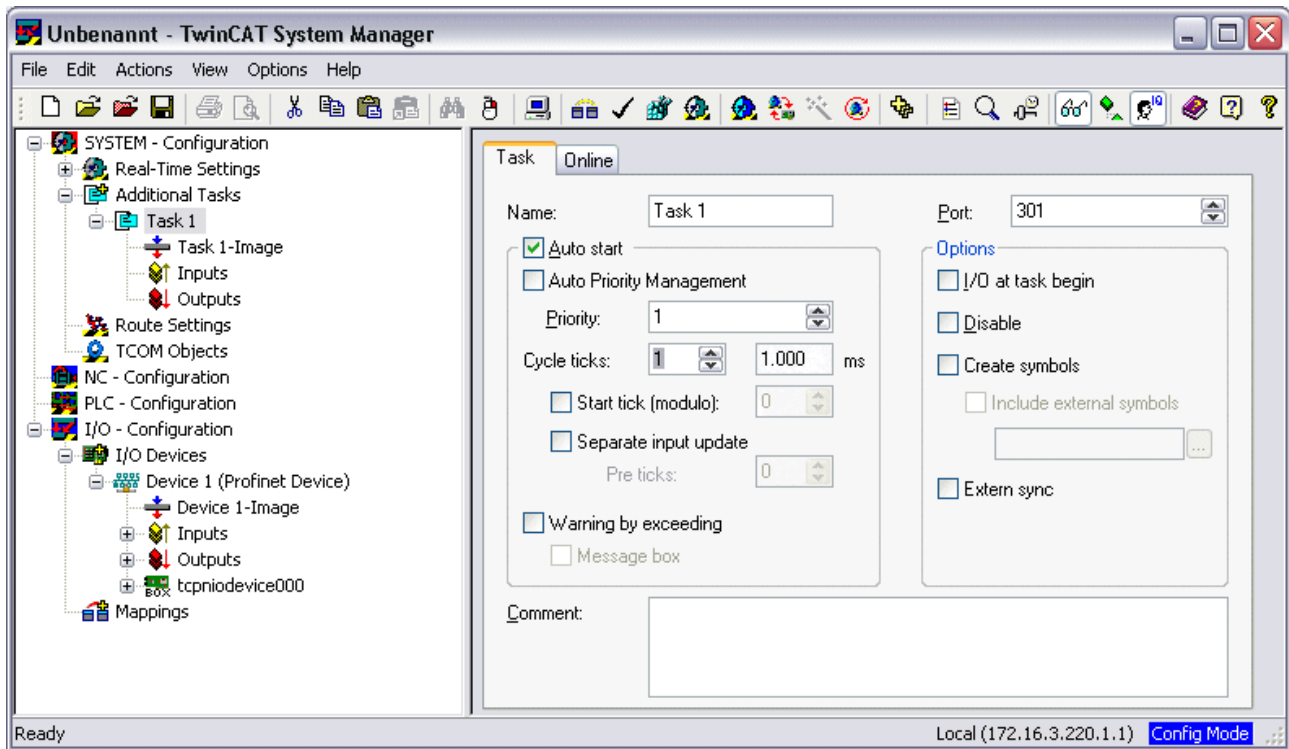 Unbenannt - TwinCAT System Manager
File Edit Actions View Options Help
SYSTEM - Configuration
Real-Time Settings
Additional Tasks
Task 1
Task 1-Image
Inputs
Outputs
Route Settings
TCOM Objects
NC - Configuration
PLC - Configuration
I/O - Configuration
I/O Devices
Device 1 (Profinet Device)
Device 1-Image
Inputs
Outputs
BOX tcpniodevice000
Mappings
Task Online
Name: Task 1
Auto start
Auto Priority Management
Priority: 1
Cycle ticks: 1 1.000 ms
Start tick (modulo): 0
Separate input update
Pre ticks: 0
Warning by exceeding
Message box
Port: 301
Options
I/O at task begin
Disable
Create symbols
Include external symbols
...
Extern sync
Comment:
Ready Local (172.16.3.220.1.1) Config Mode